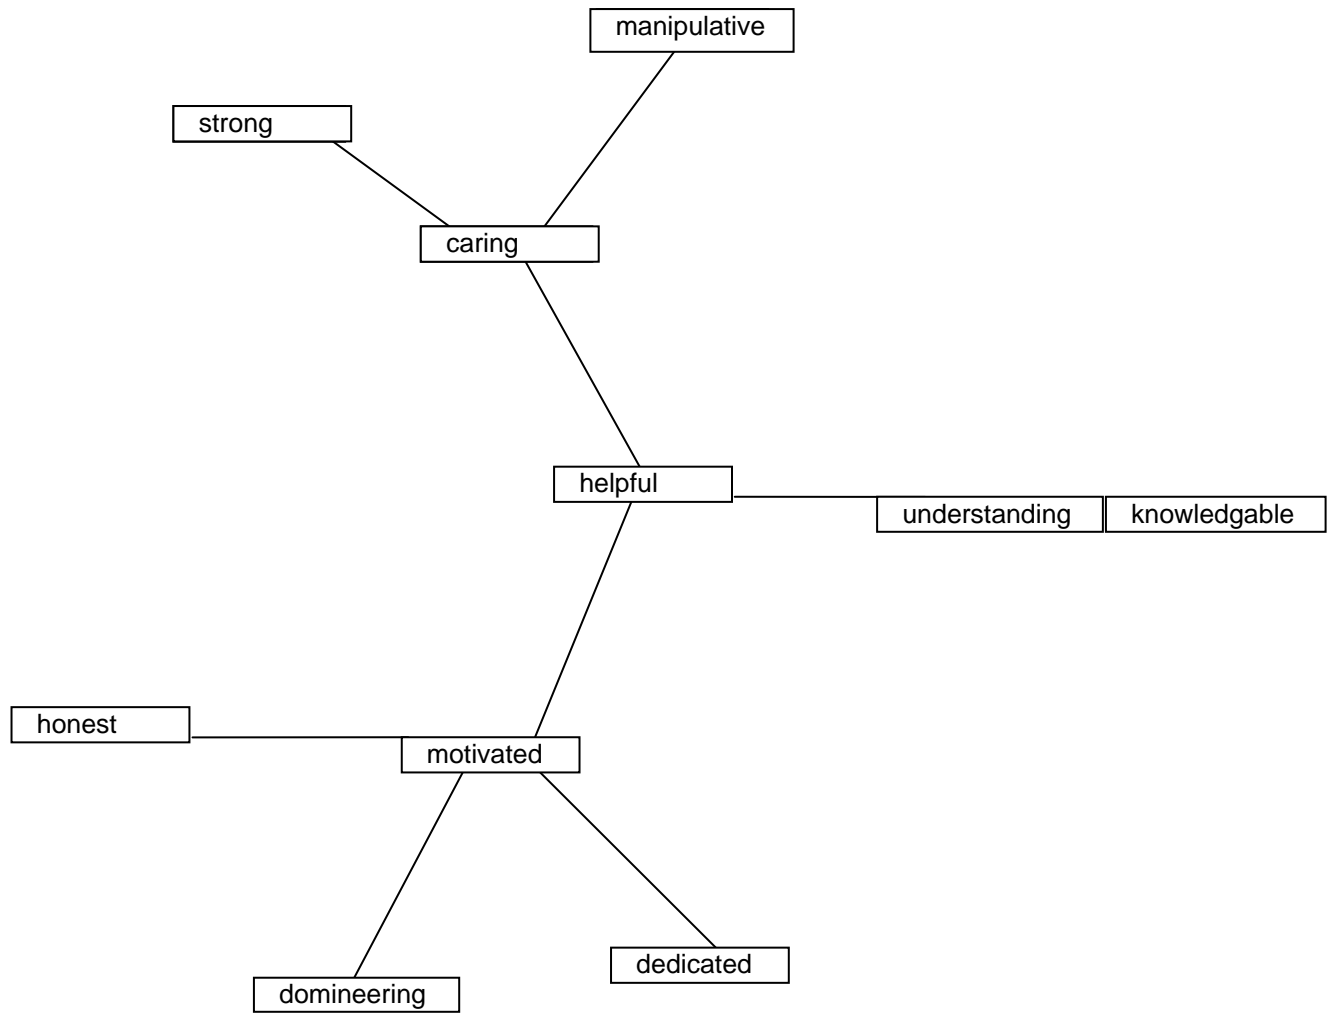 manipulative
strong
caring
helpful
understanding
knowledgable
honest
motivated
dedicated
domineering